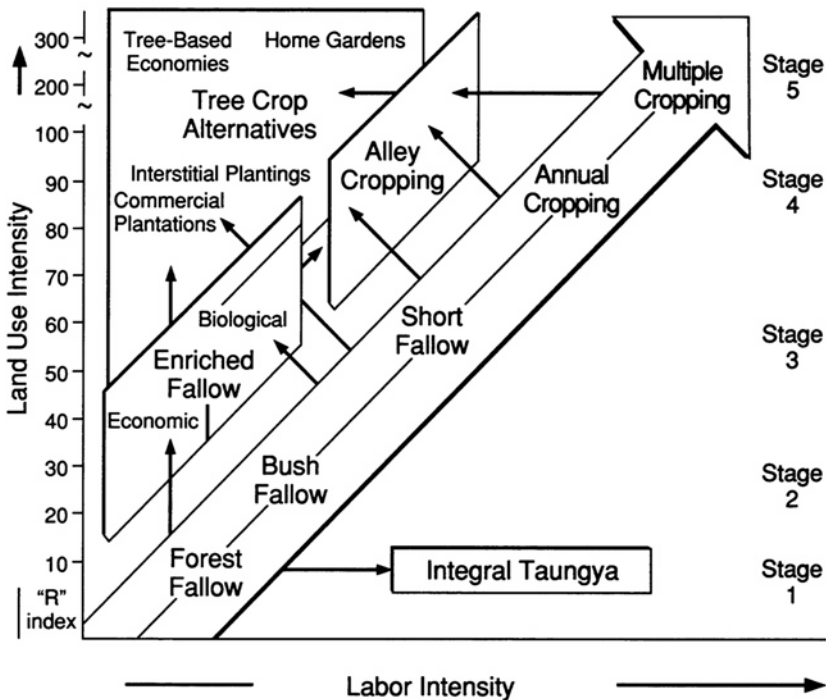 300
~
200
~
100
90
80
70
60
50
40
30
20
10
"R"
index
Land Use Intensity
Tree-Based
Economies
Home Gardens
Tree Crop
Alternatives
Interstitial Plantings
Commercial
Plantations
Alley
Cropping
Multiple
Cropping
Annual
Cropping
Biological
Enriched
Fallow
Economic
Short
Fallow
Bush
Fallow
Forest
Fallow
Integral Taungya
Stage
5
Stage
4
Stage
3
Stage
2
Stage
1
Labor Intensity